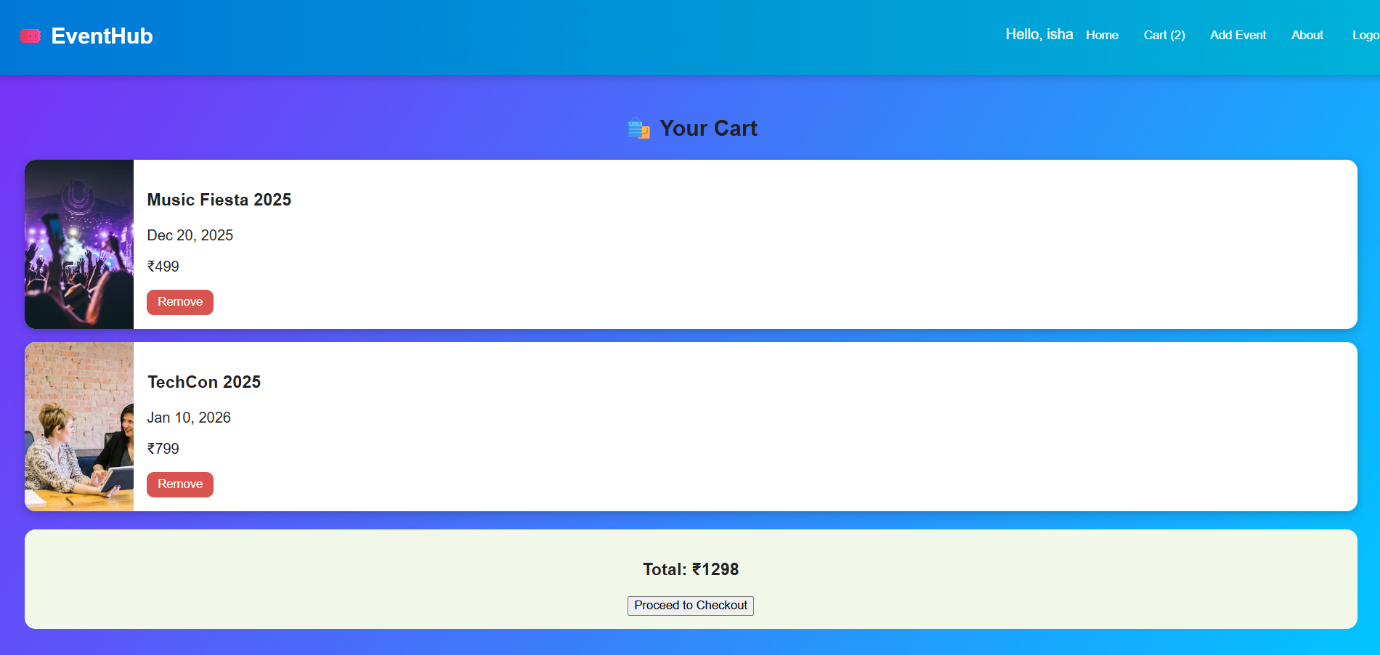 EventHub
Hello, isha Home Cart (2) Add Event About Logo
Your Cart
Music Fiesta 2025
Dec 20, 2025
₹499
Remove
TechCon 2025
Jan 10, 2026
₹799
Remove
Total: ₹1298
Proceed to Checkout